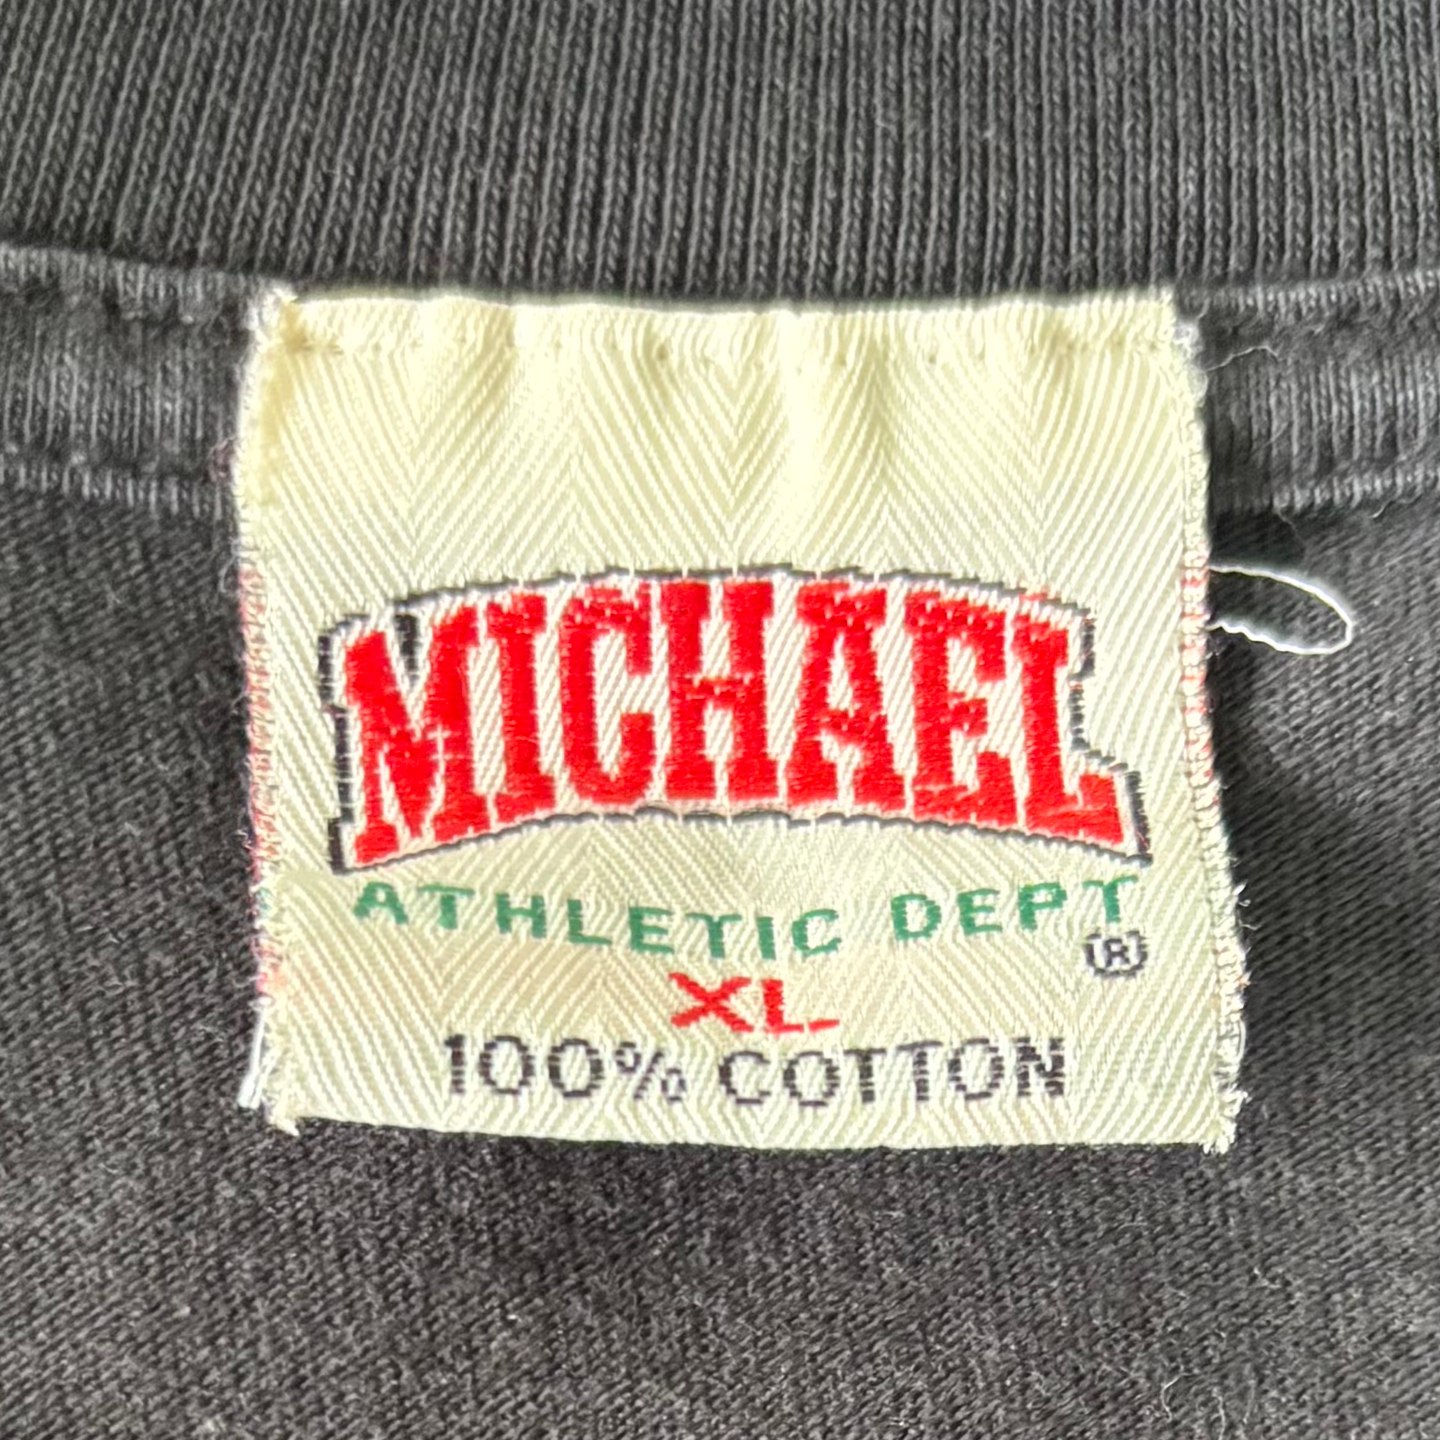 MICHAEL
ATHLETIC DEPT
®
XL
100% COTTON